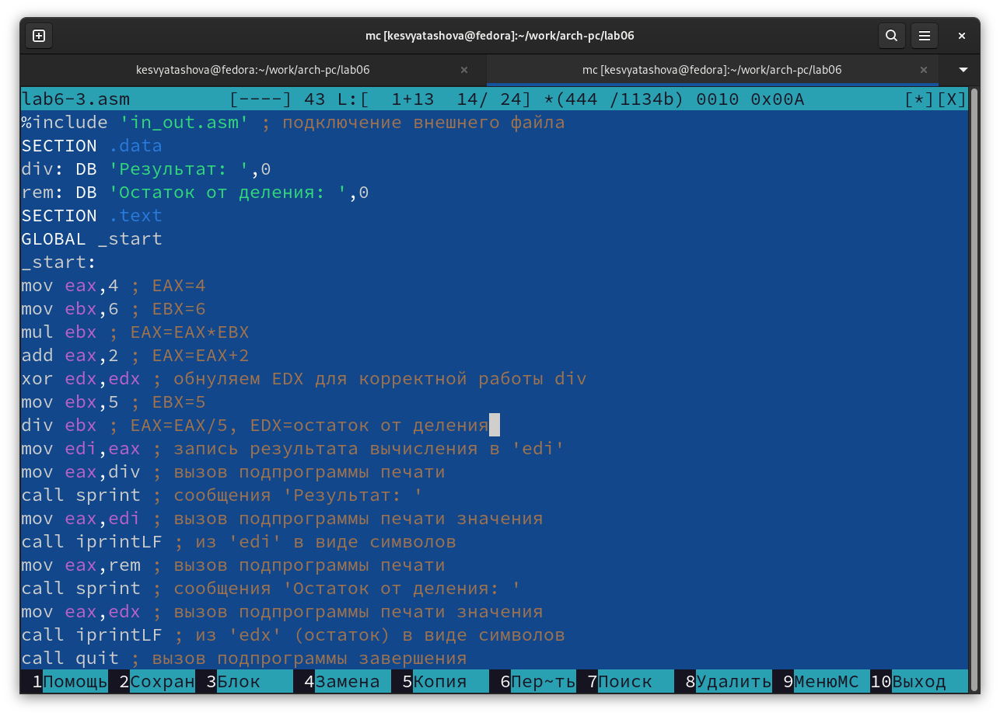 mc [kesvyatashova@fedora]:~/work/arch-pc/lab06
kesvyatashova@fedora:~/work/arch-pc/lab06 × mc [kesvyatashova@fedora]:~/work/arch-pc/lab06 ×
lab6-3.asm [----] 43 L:[ 1+13 14/ 24] *(444 /1134b) 0010 0x00A [*][X]
%include 'in_out.asm' ; подключение внешнего файла
SECTION .data
div: DB 'Результат: ',0
rem: DB 'Остаток от деления: ',0
SECTION .text
GLOBAL _start
_start:
mov eax,4 ; EAX=4
mov ebx,6 ; EBX=6
mul ebx ; EAX=EAX*EBX
add eax,2 ; EAX=EAX+2
xor edx,edx ; обнуляем EDX для корректной работы div
mov ebx,5 ; EBX=5
div ebx ; EAX=EAX/5, EDX=остаток от деления
mov edi,eax ; запись результата вычисления в 'edi'
mov eax,div ; вызов подпрограммы печати
call sprint ; сообщения 'Результат: '
mov eax,edi ; вызов подпрограммы печати значения
call iprintLF ; из 'edi' в виде символов
mov eax,rem ; вызов подпрограммы печати
call sprint ; сообщения 'Остаток от деления: '
mov eax,edx ; вызов подпрограммы печати значения
call iprintLF ; из 'edx' (остаток) в виде символов
call quit ; вызов подпрограммы завершения
1Помощь 2Сохран 3Блок 4Замена 5Копия 6Пер~ть 7Поиск 8Удалить 9МенюMC 10Выход